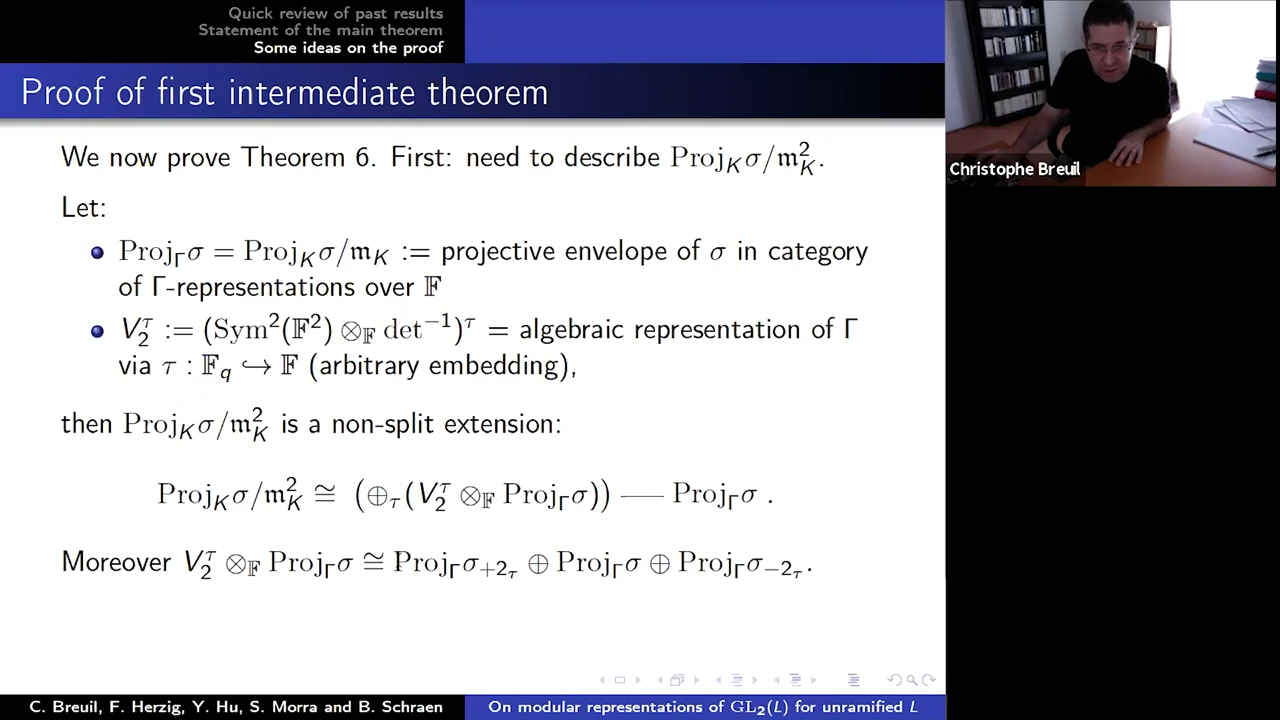 Quick review of past results
Statement of the main theorem
Some ideas on the proof
Proof of first intermediate theorem
We now prove Theorem 6. First: need to describe Proj_K σ/𝔪_K^2.
Let:
Proj_Γ σ = Proj_K σ/𝔪_K := projective envelope of σ in category
of Γ-representations over 𝔽
V_2^τ := (Sym^2(𝔽^2) ⊗_𝔽 det^{-1})^τ = algebraic representation of Γ
via τ : 𝔽_q ↪ 𝔽 (arbitrary embedding),
then Proj_K σ/𝔪_K^2 is a non-split extension:
Proj_K σ/𝔪_K^2 ≅ (⊕_τ (V_2^τ ⊗_𝔽 Proj_Γ σ)) — Proj_Γ σ .
Moreover V_2^τ ⊗_𝔽 Proj_Γ σ ≅ Proj_Γ σ_{+2_τ} ⊕ Proj_Γ σ ⊕ Proj_Γ σ_{-2_τ}.
C. Breuil, F. Herzig, Y. Hu, S. Morra and B. Schraen
On modular representations of GL_2(L) for unramified L
Christophe Breuil